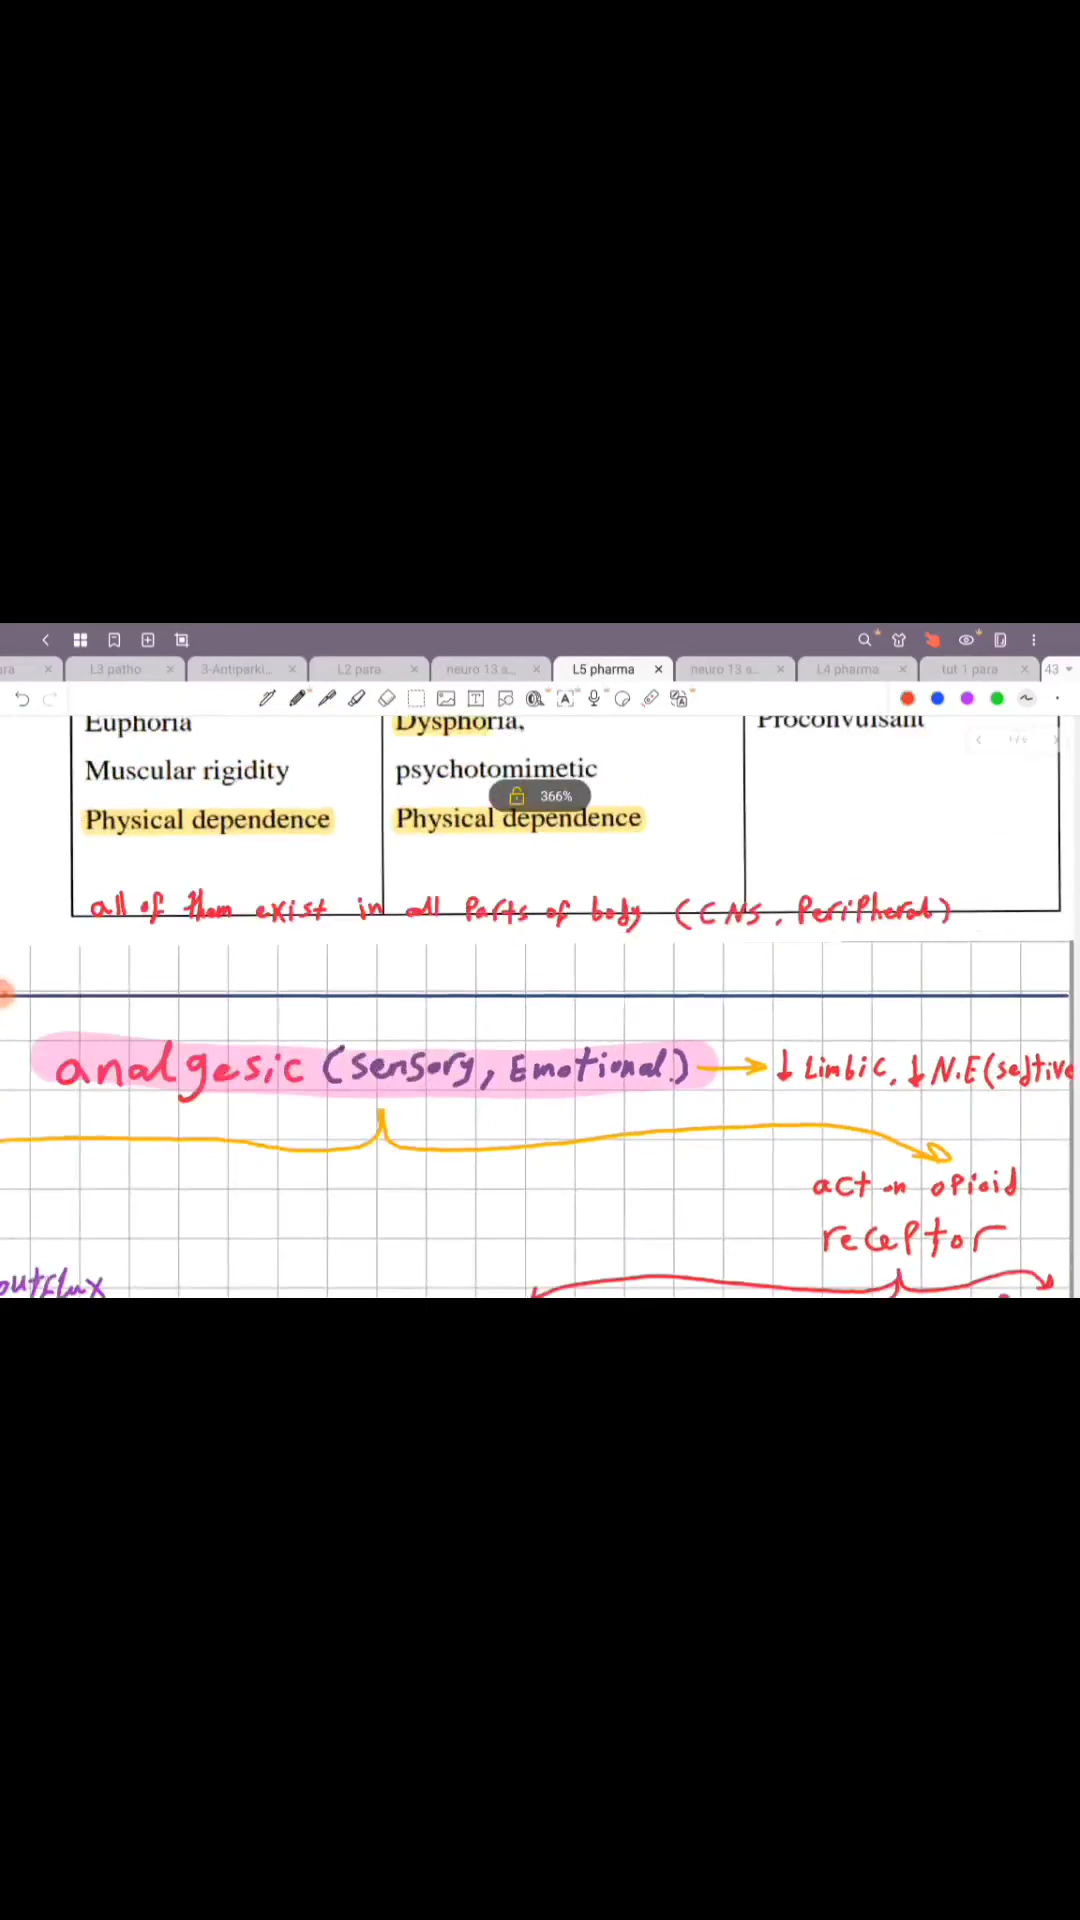 L3 patho
3-Antiparki...
L2 para
neuro 13 s...
L5 pharma
neuro 13 s...
L4 pharma
tut 1 para
43
1/9
366%
Euphoria
Dysphoria,
Proconvulsant
Muscular rigidity
psychotomimetic
Physical dependence
Physical dependence
all of them exist in all Parts of body (CNS, Peripheral)
analgesic (sensory, Emotional.) → ↓ Limbic, ↓ N.E
act on opioid
receptor
outflux